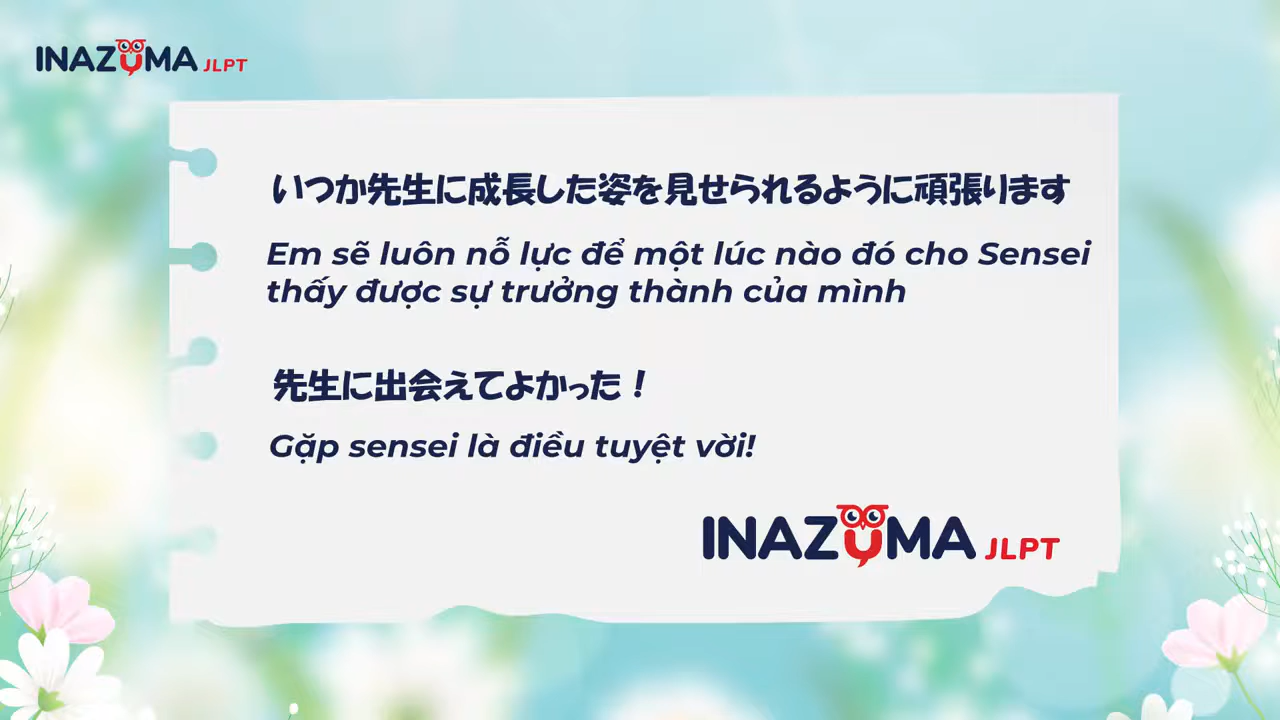 INAZUMA JLPT
いつか先生に成長した姿を見せられるように頑張ります
Em sẽ luôn nỗ lực để một lúc nào đó cho Sensei
thấy được sự trưởng thành của mình
先生に出会えてよかった！
Gặp sensei là điều tuyệt vời!
INAZUMA JLPT